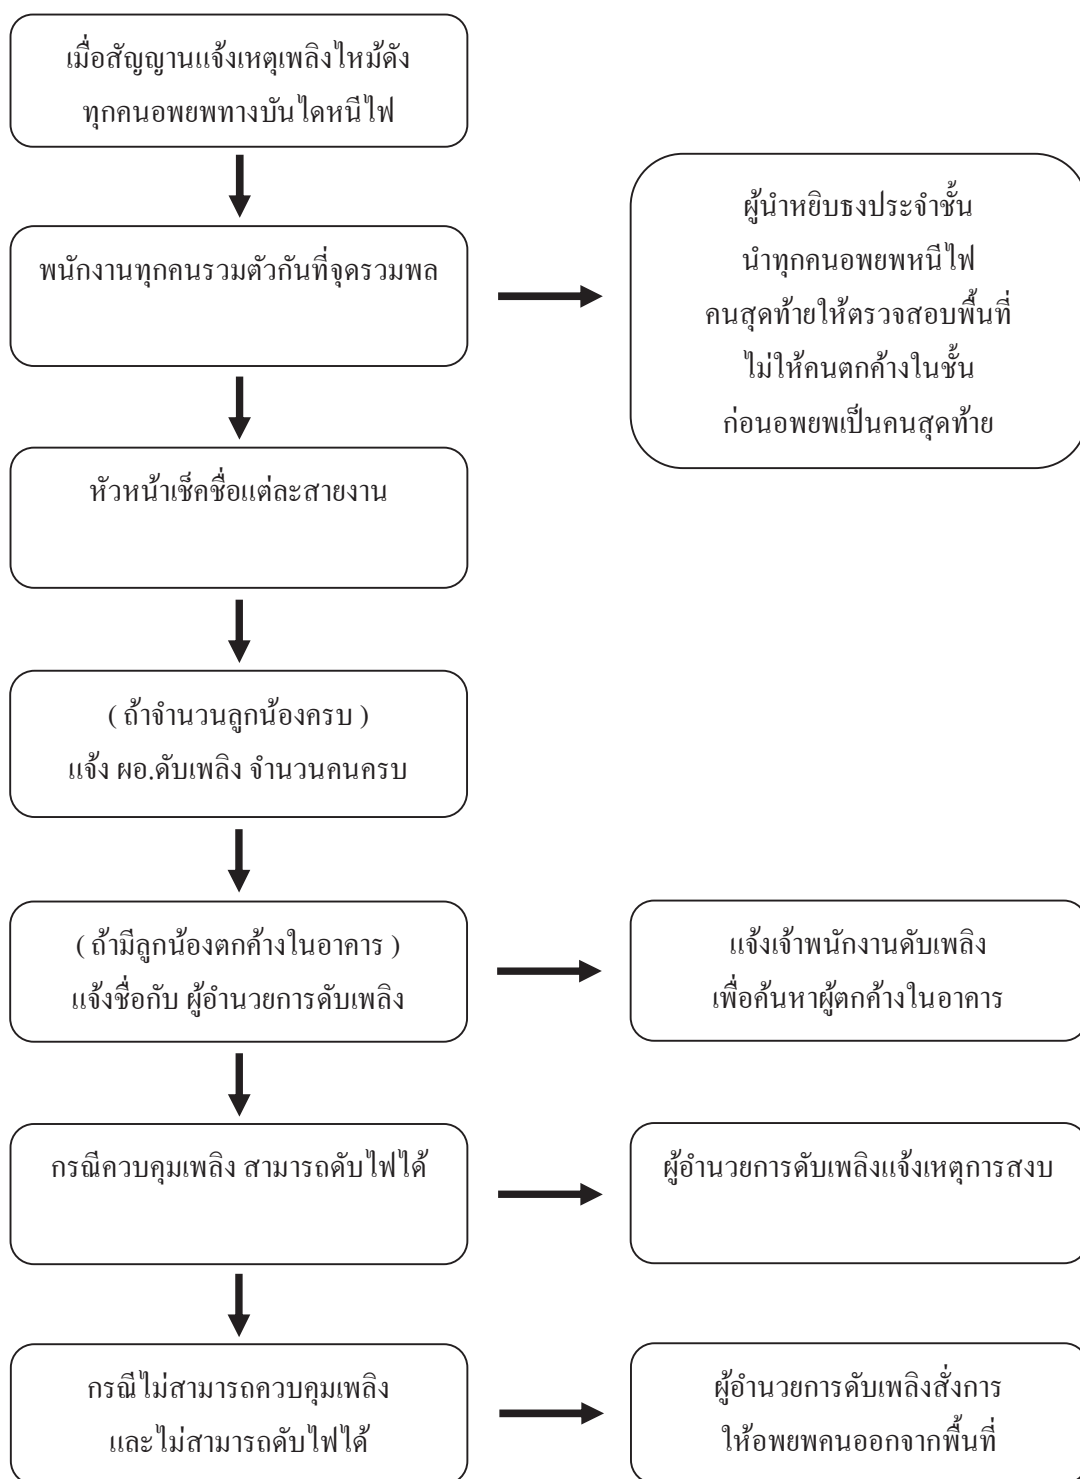 เมื่อสัญญานแจ้งเหตุเพลิงไหม้ดัง
ทุกคนอพยพทางบันไดหนีไฟ
พนักงานทุกคนรวมตัวกันที่จุดรวมพล
ผู้นำหยิบธงประจำชั้น
นำทุกคนอพยพหนีไฟ
คนสุดท้ายให้ตรวจสอบพื้นที่
ไม่ให้คนตกค้างในชั้น
ก่อนอพยพเป็นคนสุดท้าย
หัวหน้าเช็คชื่อแต่ละสายงาน
( ถ้าจำนวนลูกน้องครบ )
แจ้ง ผอ.ดับเพลิง จำนวนคนครบ
( ถ้ามีลูกน้องตกค้างในอาคาร )
แจ้งชื่อกับ ผู้อำนวยการดับเพลิง
แจ้งเจ้าพนักงานดับเพลิง
เพื่อค้นหาผู้ตกค้างในอาคาร
กรณีควบคุมเพลิง สามารถดับไฟได้
ผู้อำนวยการดับเพลิงแจ้งเหตุการสงบ
กรณีไม่สามารถควบคุมเพลิง
และไม่สามารถดับไฟได้
ผู้อำนวยการดับเพลิงสั่งการ
ให้อพยพคนออกจากพื้นที่